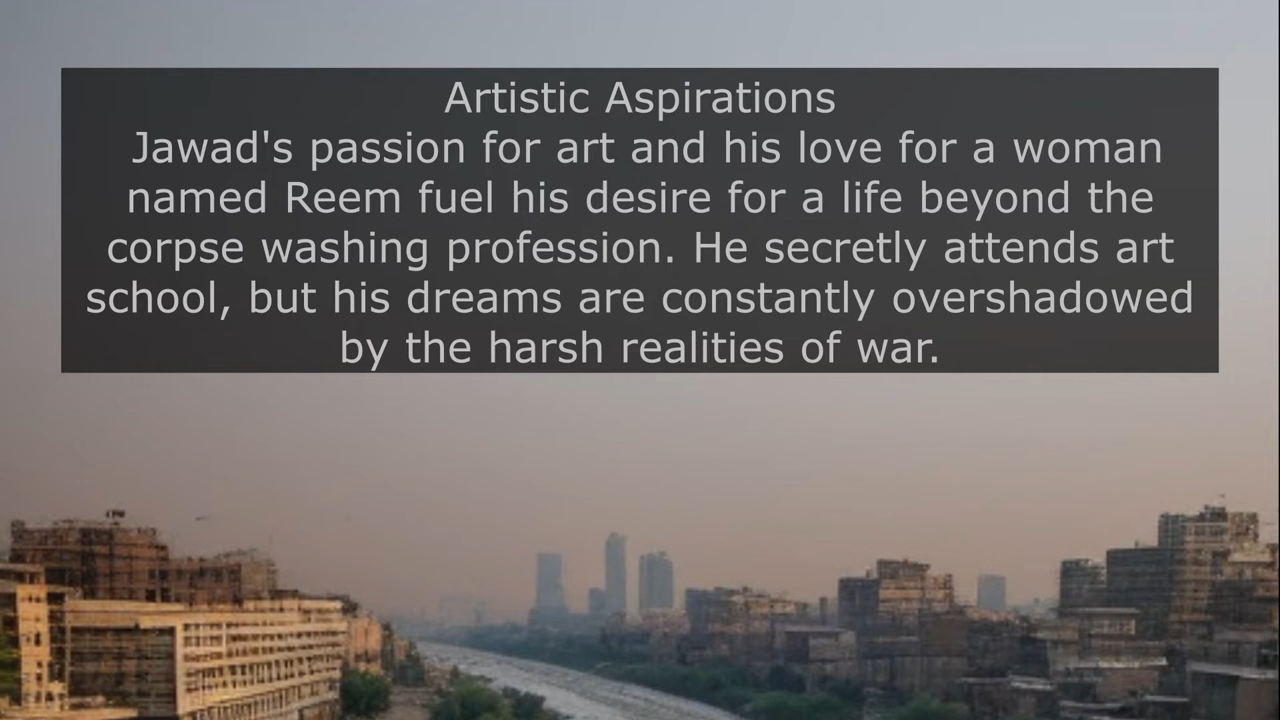 Artistic Aspirations
Jawad's passion for art and his love for a woman
named Reem fuel his desire for a life beyond the
corpse washing profession. He secretly attends art
school, but his dreams are constantly overshadowed
by the harsh realities of war.